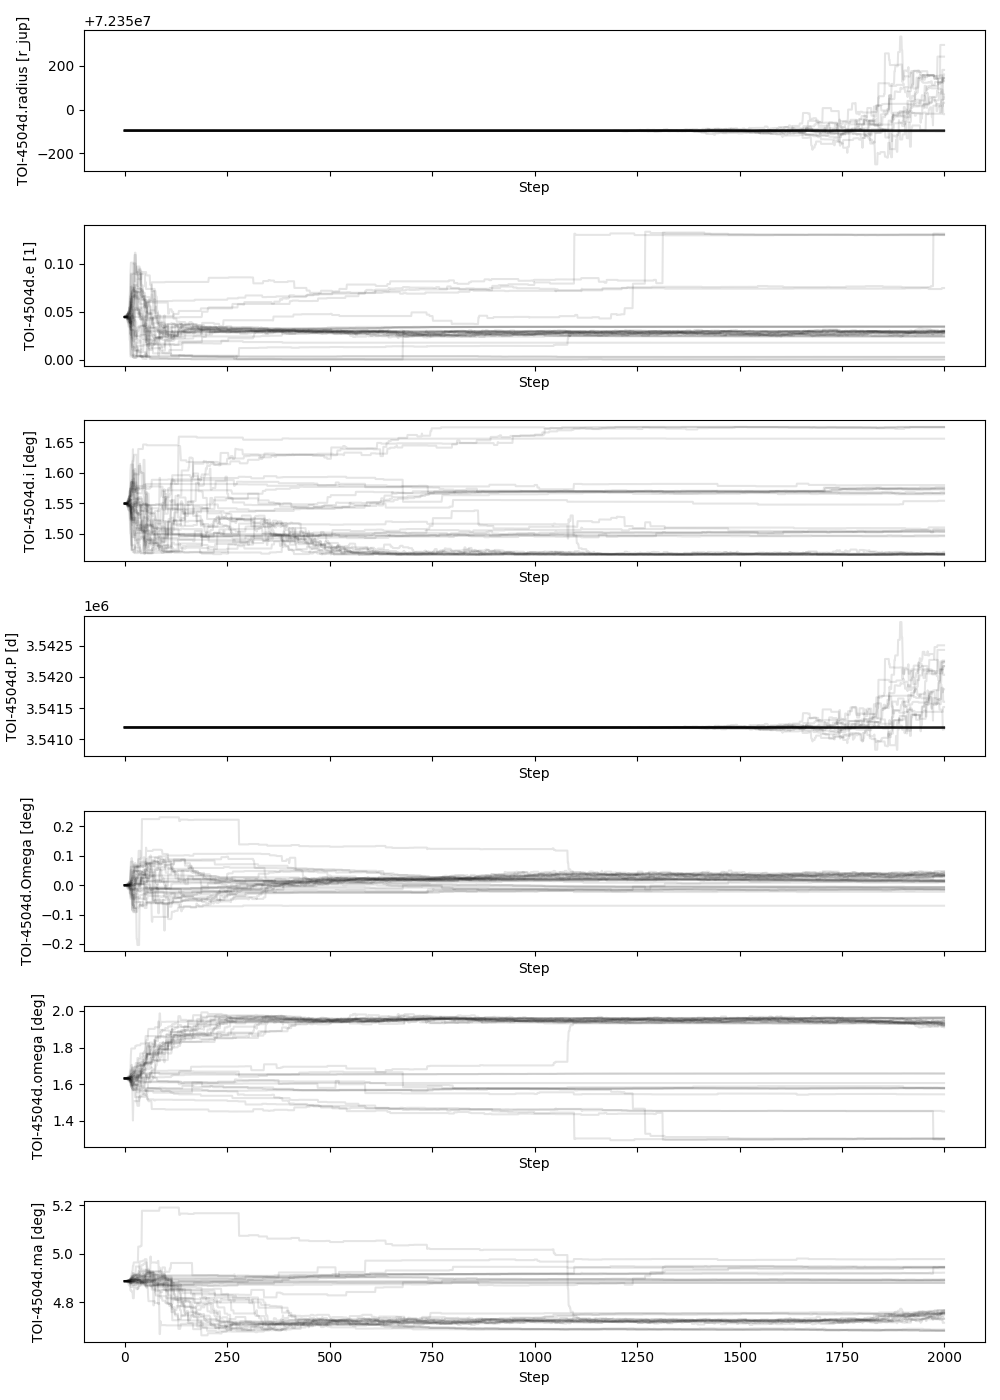 +7.235e7
TOI-4504d.radius [r_jup]
200
0
−200
Step
TOI-4504d.e [1]
0.10
0.05
0.00
Step
TOI-4504d.i [deg]
1.65
1.60
1.55
1.50
Step
1e6
TOI-4504d.P [d]
3.5425
3.5420
3.5415
3.5410
Step
TOI-4504d.Omega [deg]
0.2
0.1
0.0
−0.1
−0.2
Step
TOI-4504d.omega [deg]
2.0
1.8
1.6
1.4
Step
TOI-4504d.ma [deg]
5.2
5.0
4.8
0 250 500 750 1000 1250 1500 1750 2000
Step